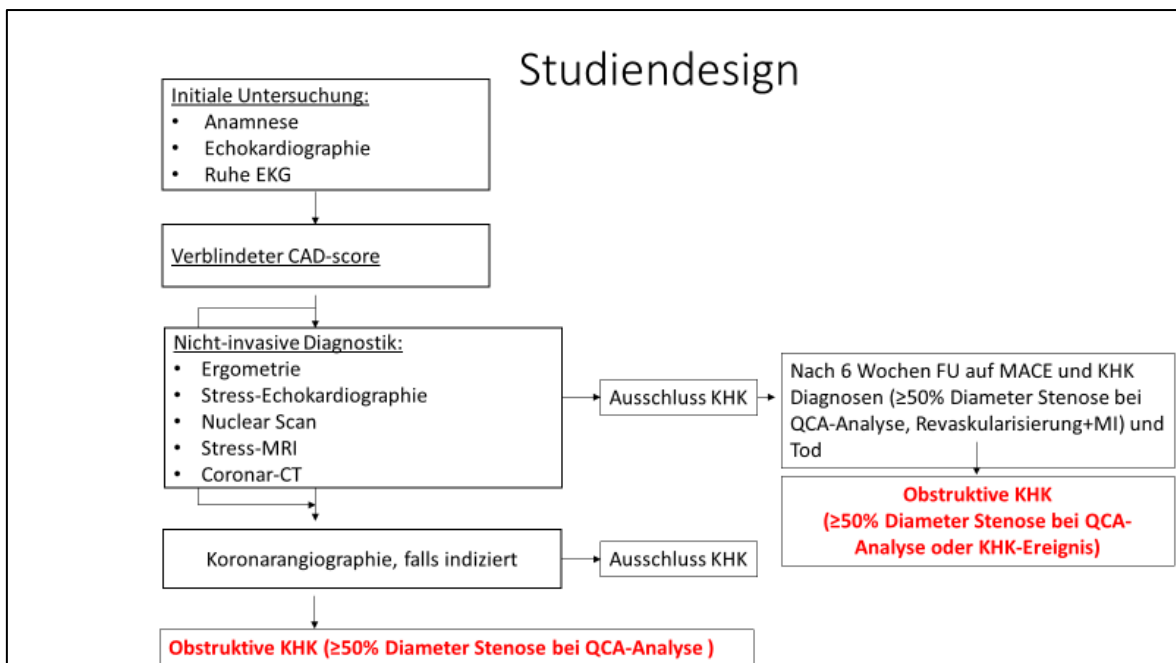 Studiendesign
Initiale Untersuchung:
• Anamnese
• Echokardiographie
• Ruhe EKG
Verblindeter CAD-score
Nicht-invasive Diagnostik:
• Ergometrie
• Stress-Echokardiographie
• Nuclear Scan
• Stress-MRI
• Coronar-CT
Ausschluss KHK
Nach 6 Wochen FU auf MACE und KHK
Diagnosen (≥50% Diameter Stenose bei
QCA-Analyse, Revaskularisierung+MI) und
Tod
Obstruktive KHK
(≥50% Diameter Stenose bei QCA-
Analyse oder KHK-Ereignis)
Koronarangiographie, falls indiziert
Ausschluss KHK
Obstruktive KHK (≥50% Diameter Stenose bei QCA-Analyse )